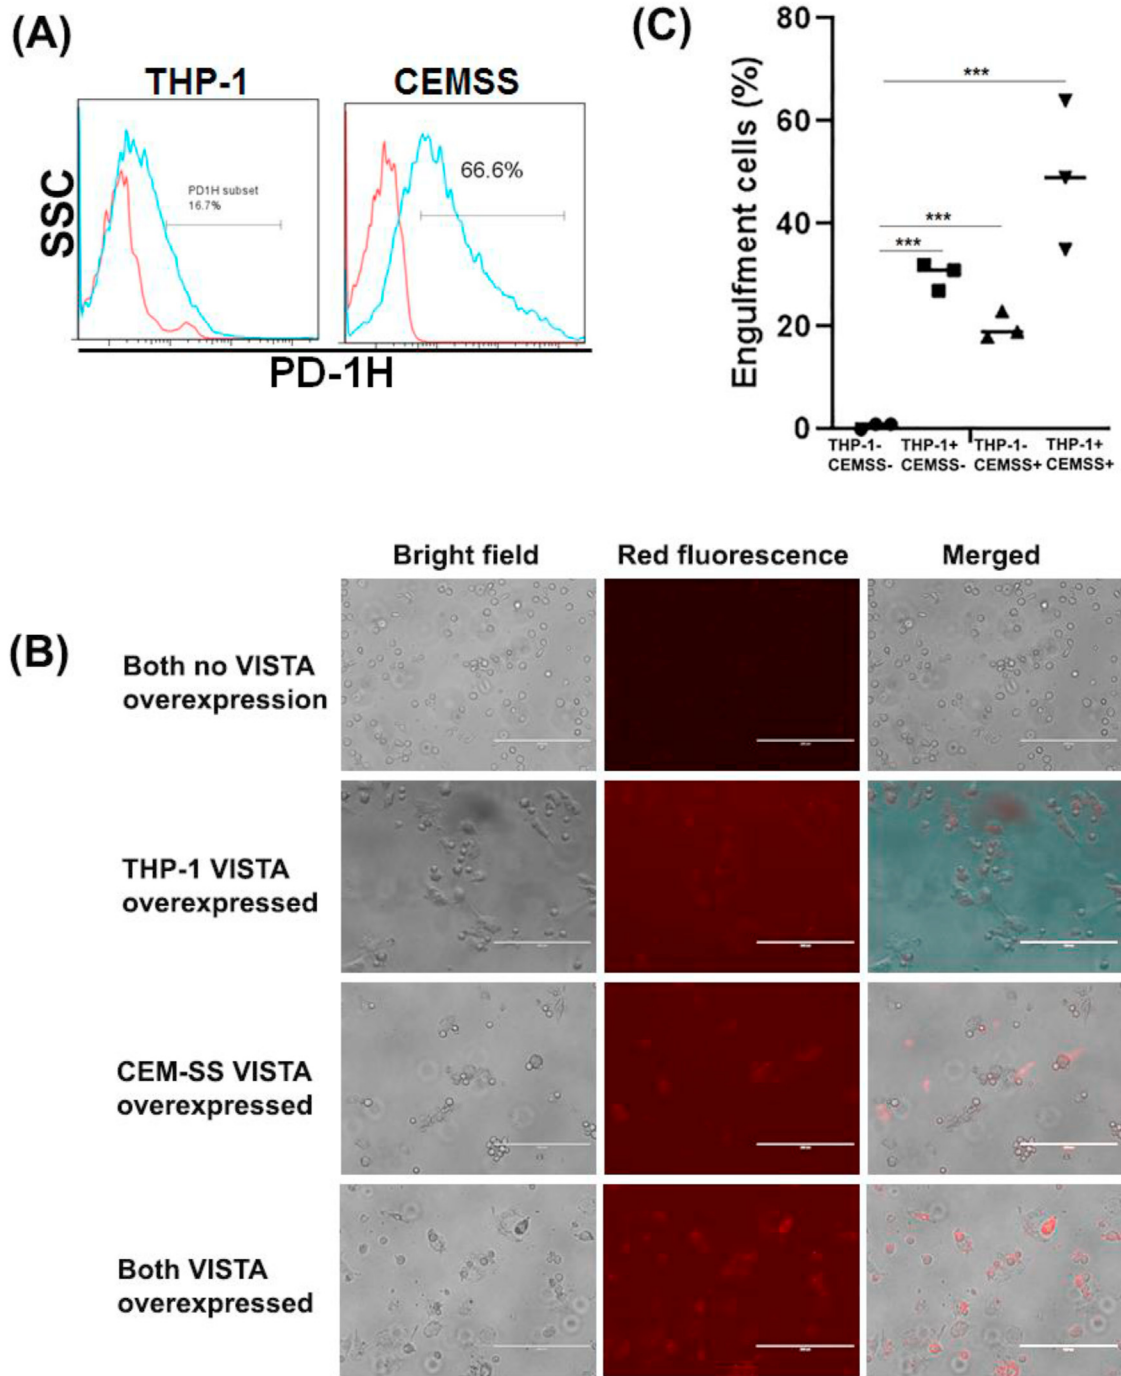 (A)
THP-1
CEMSS
SSC
PD1H subset
16.7%
66.6%
PD-1H
(C)
Engulfment cells (%)
80
60
40
20
0
***
***
***
THP-1-
CEMSS-
THP-1+
CEMSS-
THP-1-
CEMSS+
THP-1+
CEMSS+
(B)
Bright field
Red fluorescence
Merged
Both no VISTA
overexpression
THP-1 VISTA
overexpressed
CEM-SS VISTA
overexpressed
Both VISTA
overexpressed